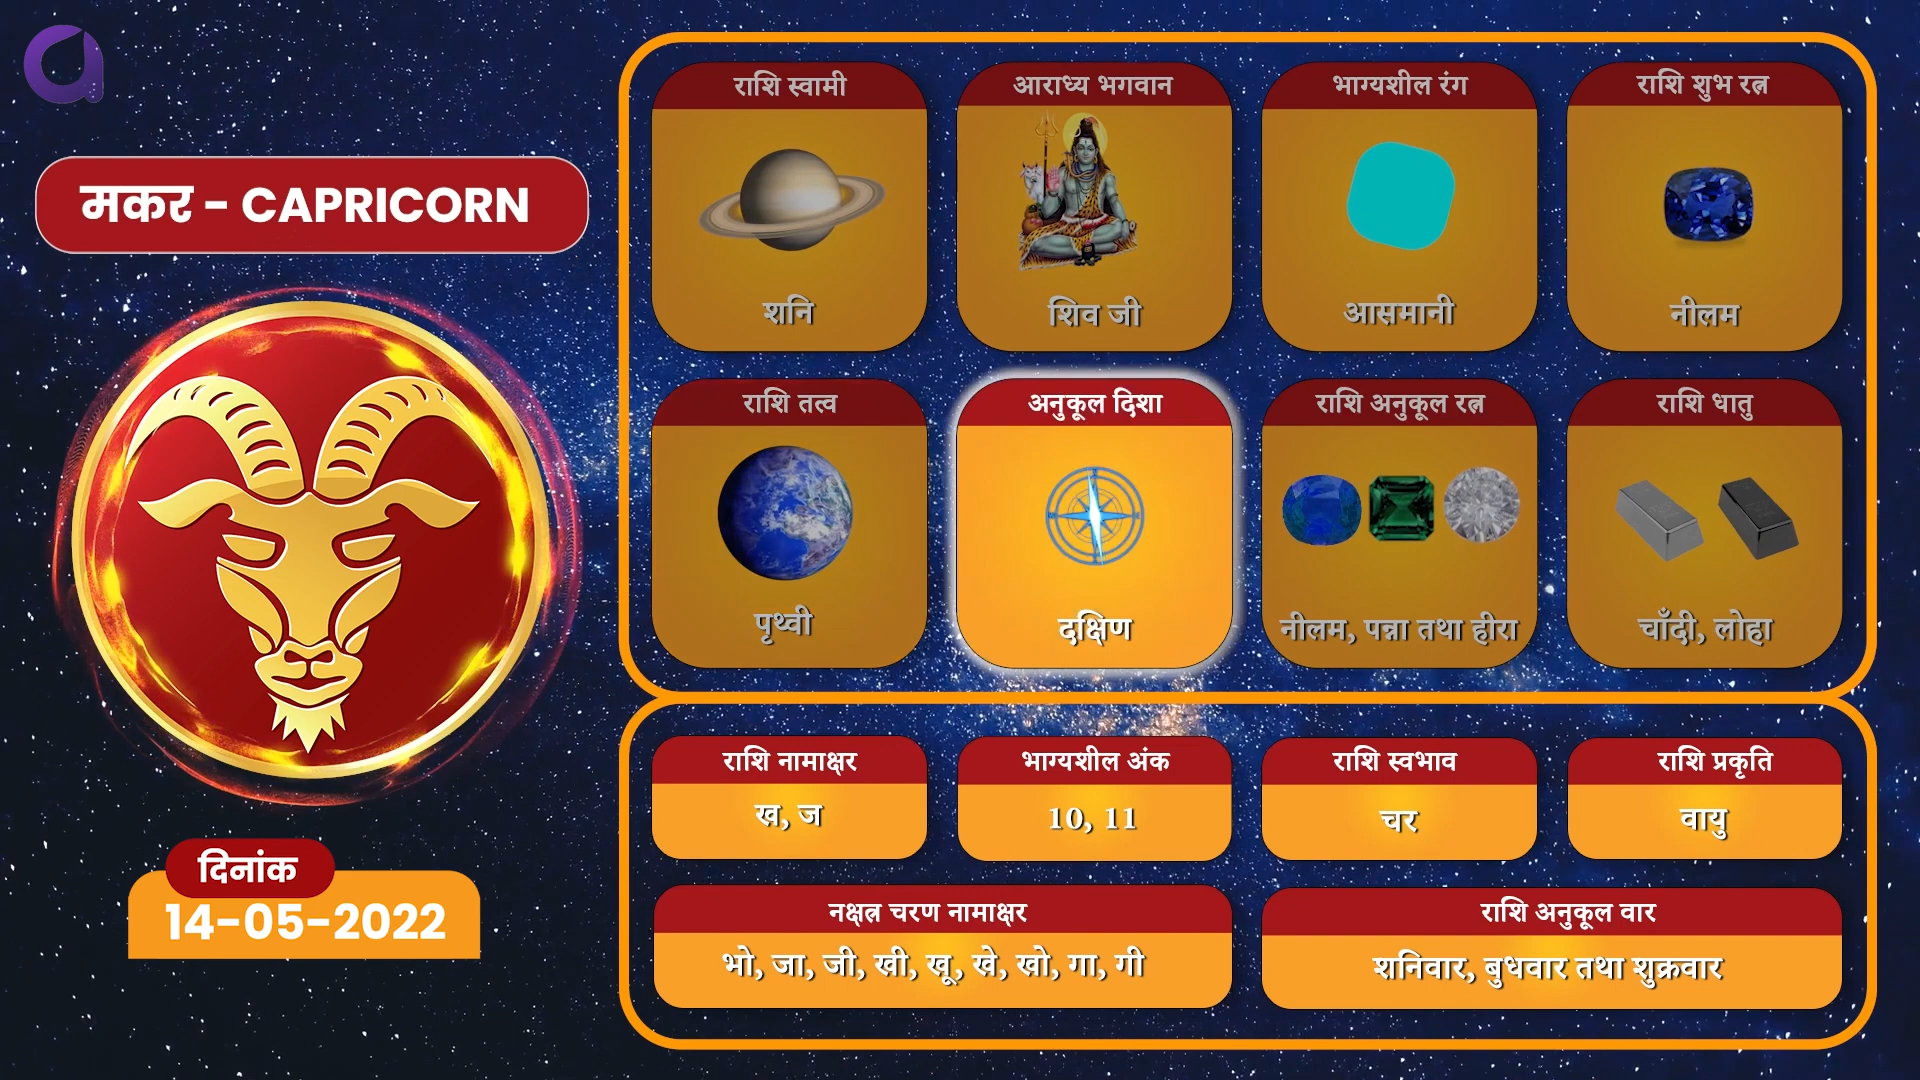 मकर - CAPRICORN
दिनांक
14-05-2022
राशि स्वामी
शनि
आराध्य भगवान
शिव जी
भाग्यशील रंग
आसमानी
राशि शुभ रत्न
नीलम
राशि तत्व
पृथ्वी
अनुकूल दिशा
दक्षिण
राशि अनुकूल रत्न
नीलम, पन्ना तथा हीरा
राशि धातु
चाँदी, लोहा
राशि नामाक्षर
ख, ज
भाग्यशील अंक
10, 11
राशि स्वभाव
चर
राशि प्रकृति
वायु
नक्षत्र चरण नामाक्षर
भो, जा, जी, खी, खू, खे, खो, गा, गी
राशि अनुकूल वार
शनिवार, बुधवार तथा शुक्रवार